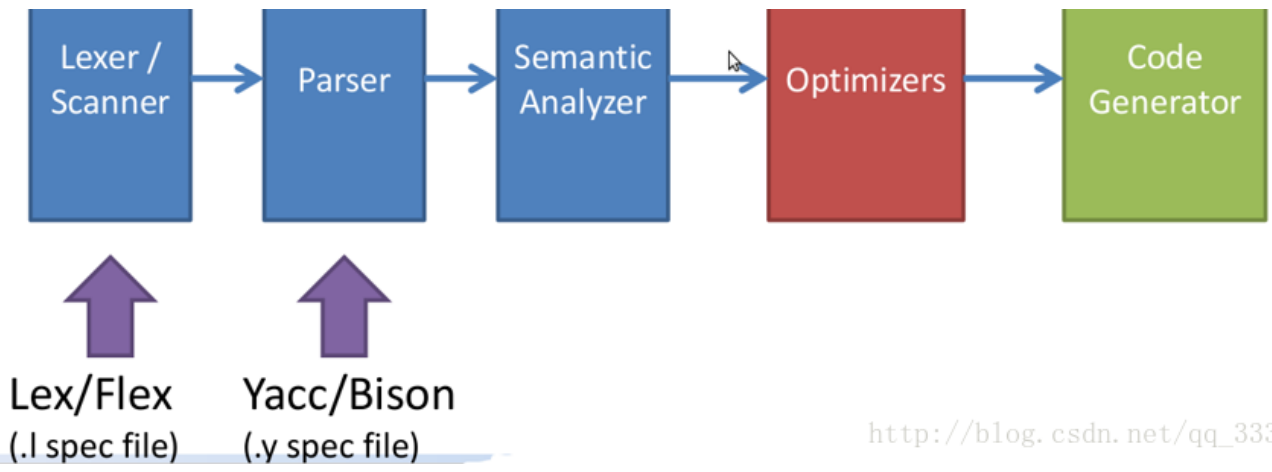 Lexer /
Scanner
Parser
Semantic
Analyzer
Optimizers
Code
Generator
Lex/Flex
(.l spec file)
Yacc/Bison
(.y spec file)
http://blog.csdn.net/qq_333